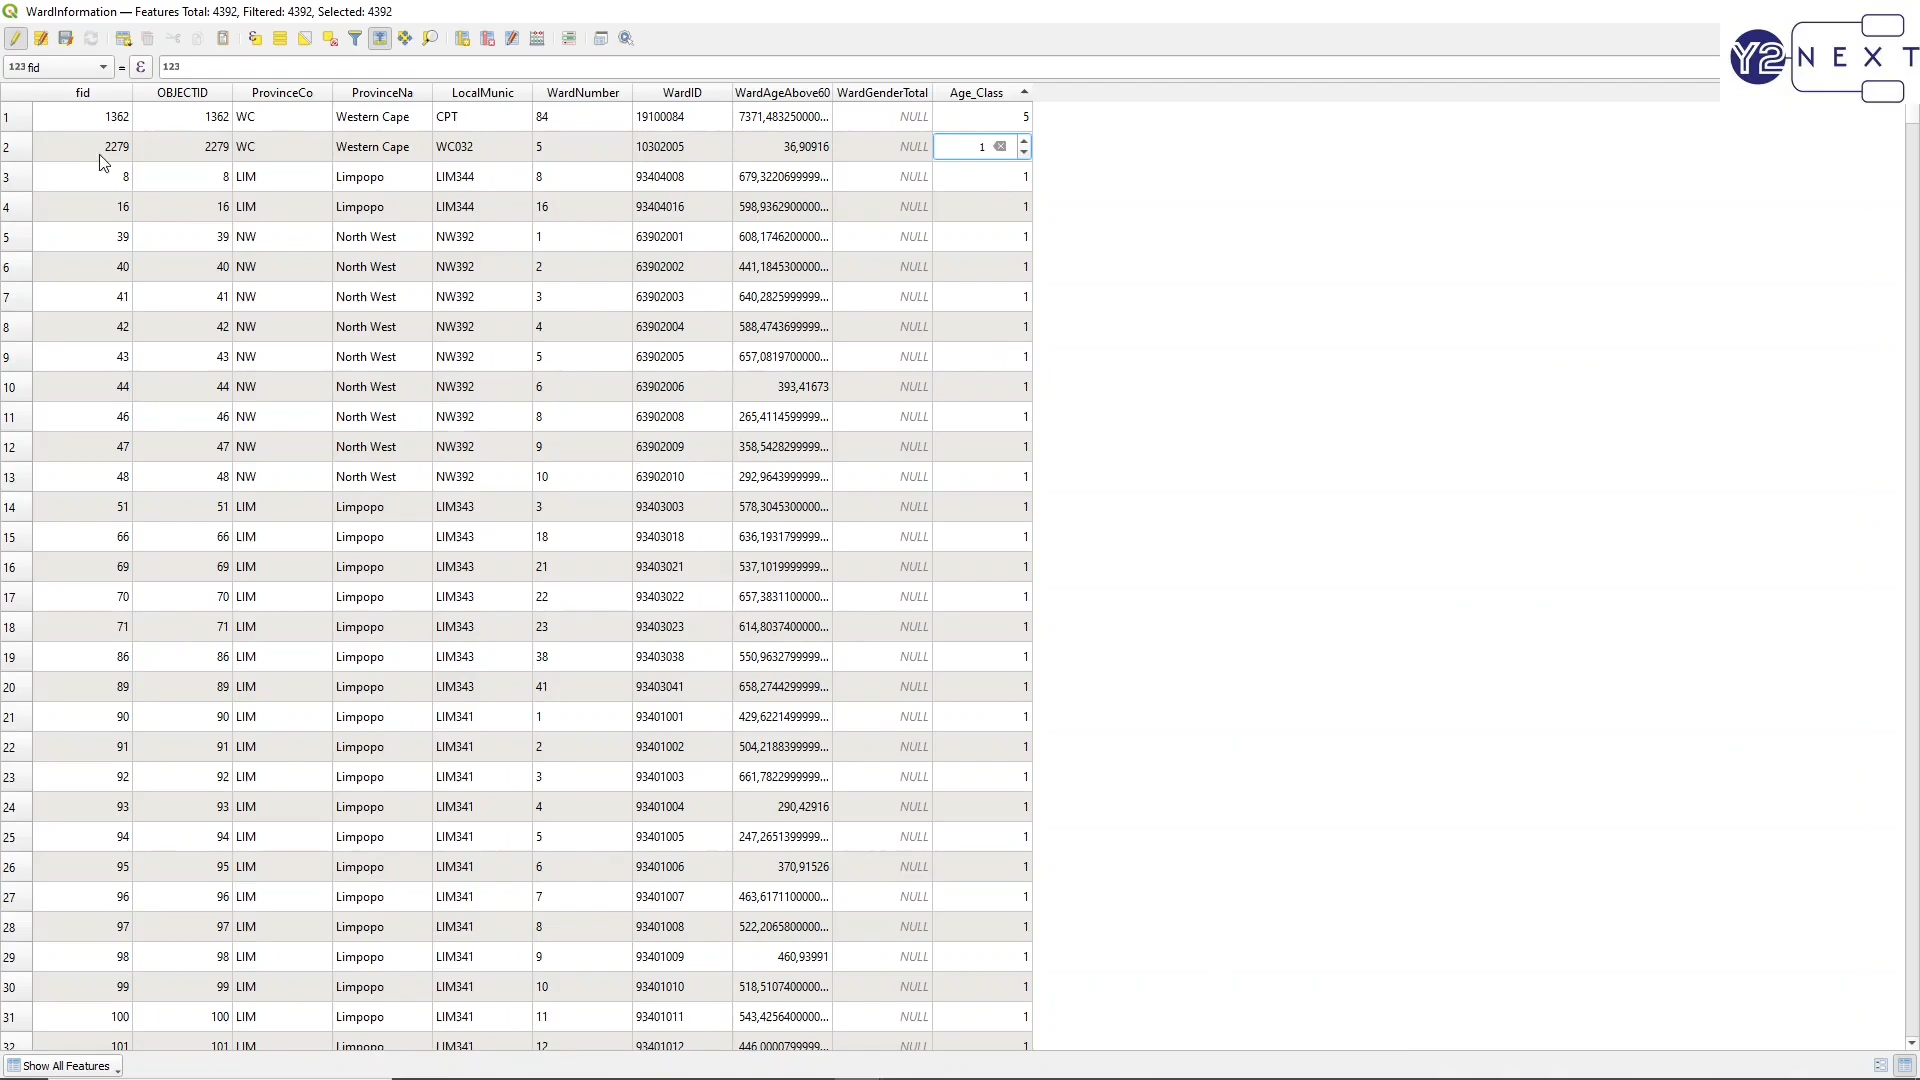 WardInformation — Features Total: 4392, Filtered: 4392, Selected: 4392
Y2 NEXT
123 fid = ε 123
fid OBJECTID ProvinceCo ProvinceNa LocalMunic WardNumber WardID WardAgeAbove60 WardGenderTotal Age_Class
1 1362 1362 WC Western Cape CPT 84 19100084 7371,483250000... NULL 5
2 2279 2279 WC Western Cape WC032 5 10302005 36,90916 NULL 1
3 8 8 LIM Limpopo LIM344 8 93404008 679,3220699999... NULL 1
4 16 16 LIM Limpopo LIM344 16 93404016 598,9362900000... NULL 1
5 39 39 NW North West NW392 1 63902001 608,1746200000... NULL 1
6 40 40 NW North West NW392 2 63902002 441,1845300000... NULL 1
7 41 41 NW North West NW392 3 63902003 640,2825999999... NULL 1
8 42 42 NW North West NW392 4 63902004 588,4743699999... NULL 1
9 43 43 NW North West NW392 5 63902005 657,0819700000... NULL 1
10 44 44 NW North West NW392 6 63902006 393,41673 NULL 1
11 46 46 NW North West NW392 8 63902008 265,4114599999... NULL 1
12 47 47 NW North West NW392 9 63902009 358,5428299999... NULL 1
13 48 48 NW North West NW392 10 63902010 292,9643999999... NULL 1
14 51 51 LIM Limpopo LIM343 3 93403003 578,3045300000... NULL 1
15 66 66 LIM Limpopo LIM343 18 93403018 636,1931799999... NULL 1
16 69 69 LIM Limpopo LIM343 21 93403021 537,1019999999... NULL 1
17 70 70 LIM Limpopo LIM343 22 93403022 657,3831100000... NULL 1
18 71 71 LIM Limpopo LIM343 23 93403023 614,8037400000... NULL 1
19 86 86 LIM Limpopo LIM343 38 93403038 550,9632799999... NULL 1
20 89 89 LIM Limpopo LIM343 41 93403041 658,2744299999... NULL 1
21 90 90 LIM Limpopo LIM341 1 93401001 429,6221499999... NULL 1
22 91 91 LIM Limpopo LIM341 2 93401002 504,2188399999... NULL 1
23 92 92 LIM Limpopo LIM341 3 93401003 661,7822999999... NULL 1
24 93 93 LIM Limpopo LIM341 4 93401004 290,42916 NULL 1
25 94 94 LIM Limpopo LIM341 5 93401005 247,2651399999... NULL 1
26 95 95 LIM Limpopo LIM341 6 93401006 370,91526 NULL 1
27 96 96 LIM Limpopo LIM341 7 93401007 463,6171100000... NULL 1
28 97 97 LIM Limpopo LIM341 8 93401008 522,2065800000... NULL 1
29 98 98 LIM Limpopo LIM341 9 93401009 460,93991 NULL 1
30 99 99 LIM Limpopo LIM341 10 93401010 518,5107400000... NULL 1
31 100 100 LIM Limpopo LIM341 11 93401011 543,4256400000... NULL 1
32 101 101 LIM Limpopo LIM341 12 93401012 446,0000799999... NULL 1
Show All Features